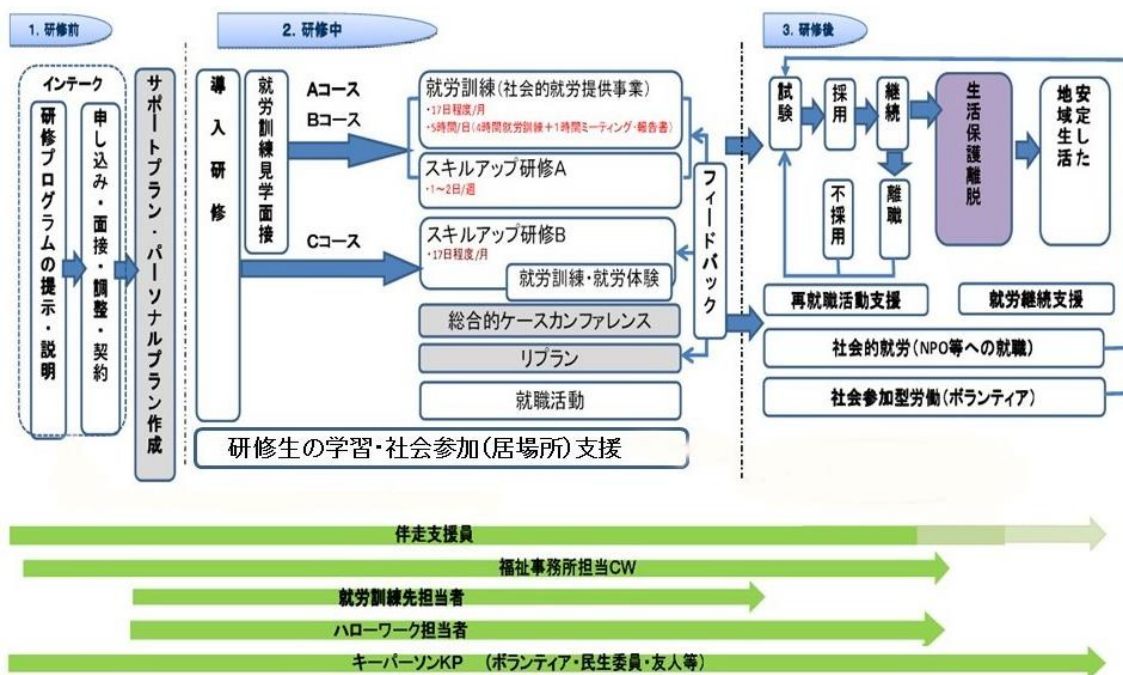 1. 研修前
2. 研修中
3. 研修後
インテーク
研修プログラムの提示・説明
申し込み・面接・調整・契約
サポートプラン・パーソナルプラン作成
導入研修
就労訓練見学面接
Aコース
Bコース
Cコース
就労訓練(社会的就労提供事業)
・17日程度/月
・5時間/日(4時間就労訓練+1時間ミーティング・報告書)
スキルアップ研修A
・1～2日/週
スキルアップ研修B
・17日程度/月
就労訓練・就労体験
総合的ケースカンファレンス
リプラン
就職活動
フィードバック
研修生の学習・社会参加(居場所)支援
試験
採用
継続
生活保護離脱
安定した
地域生活
不採用
離職
再就職活動支援
就労継続支援
社会的就労(NPO等への就職)
社会参加型労働(ボランティア)
伴走支援員
福祉事務所担当CW
就労訓練先担当者
ハローワーク担当者
キーパーソンKP (ボランティア・民生委員・友人等)